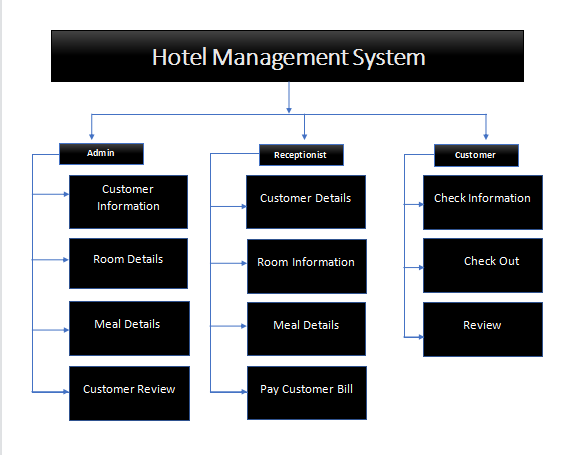 Hotel Management System
Admin
Receptionist
Customer
Customer
Information
Room Details
Meal Details
Customer Review
Customer Details
Room Information
Meal Details
Pay Customer Bill
Check Information
Check Out
Review